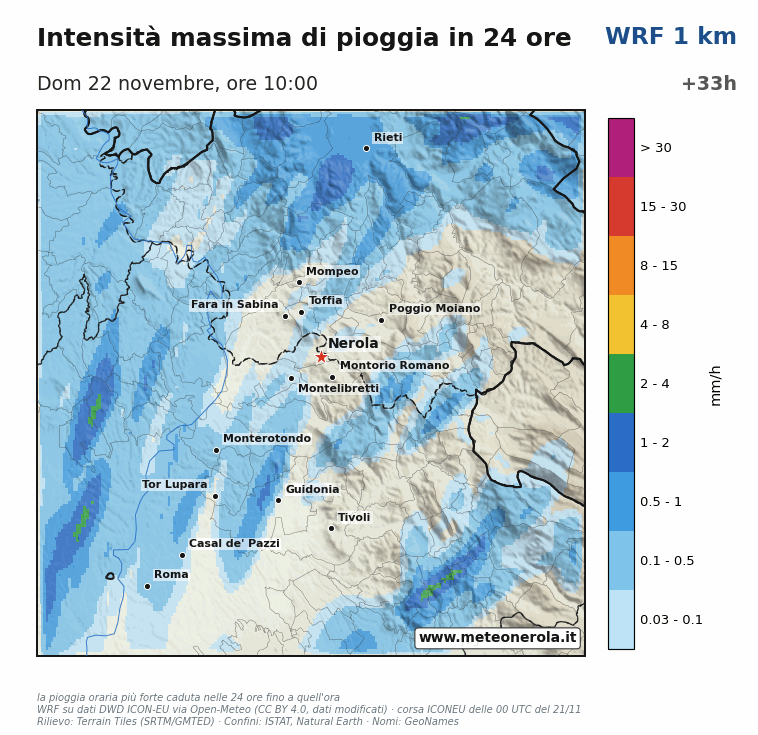 Intensità massima di pioggia in 24 ore
WRF 1 km
Dom 22 novembre, ore 10:00
+33h
Rieti
Mompeo
Fara in Sabina
Toffia
Poggio Moiano
Nerola
Montorio Romano
Montelibretti
Monterotondo
Tor Lupara
Guidonia
Tivoli
Casal de' Pazzi
Roma
www.meteonerola.it
> 30
15 - 30
8 - 15
4 - 8
2 - 4
1 - 2
0.5 - 1
0.1 - 0.5
0.03 - 0.1
mm/h
la pioggia oraria più forte caduta nelle 24 ore fino a quell'ora
WRF su dati DWD ICON-EU via Open-Meteo (CC BY 4.0, dati modificati) · corsa ICONEU delle 00 UTC del 21/11
Rilievo: Terrain Tiles (SRTM/GMTED) · Confini: ISTAT, Natural Earth · Nomi: GeoNames